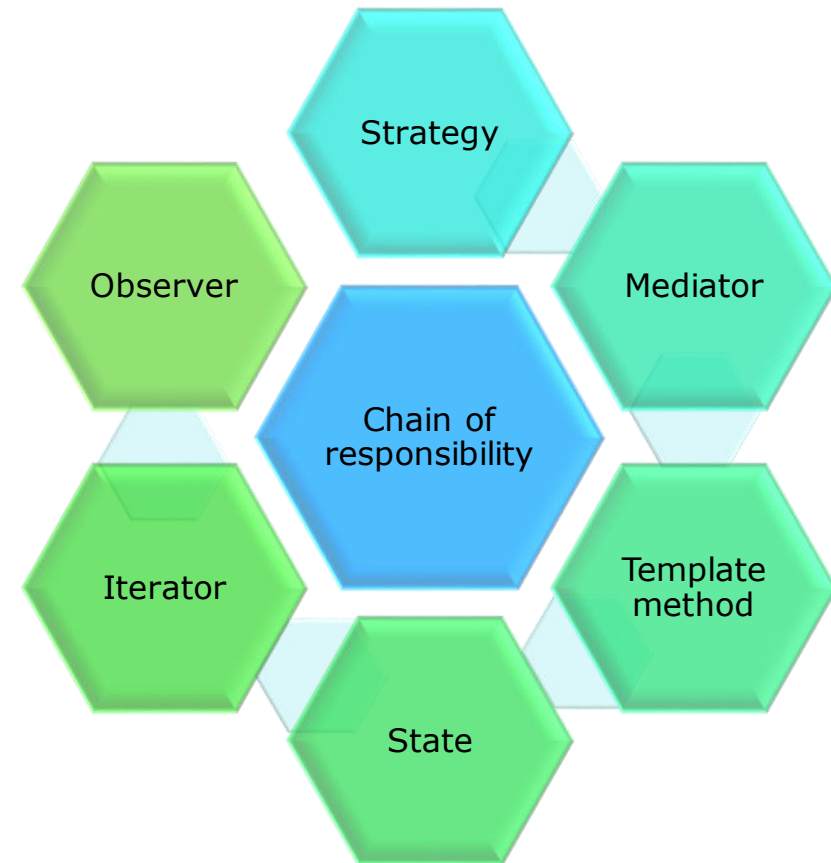 Strategy
Observer
Mediator
Chain of
responsibility
Iterator
Template
method
State